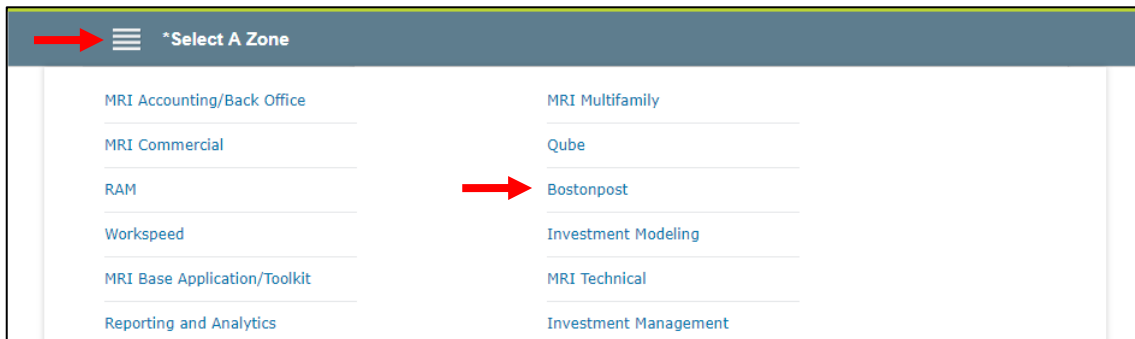 *Select A Zone
MRI Accounting/Back Office
MRI Multifamily
MRI Commercial
Qube
RAM
Bostonpost
Workspeed
Investment Modeling
MRI Base Application/Toolkit
MRI Technical
Reporting and Analytics
Investment Management